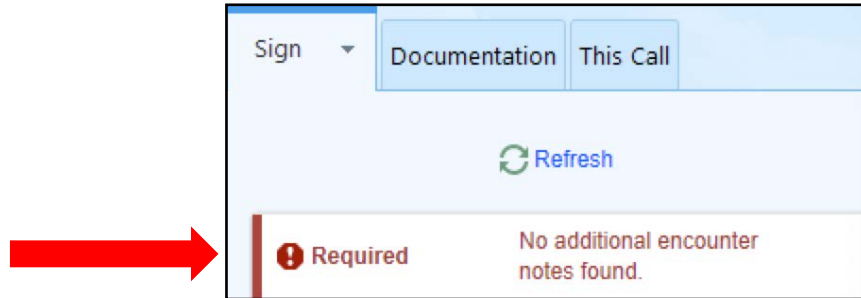 Sign Documentation This Call
Refresh
Required No additional encounter
notes found.